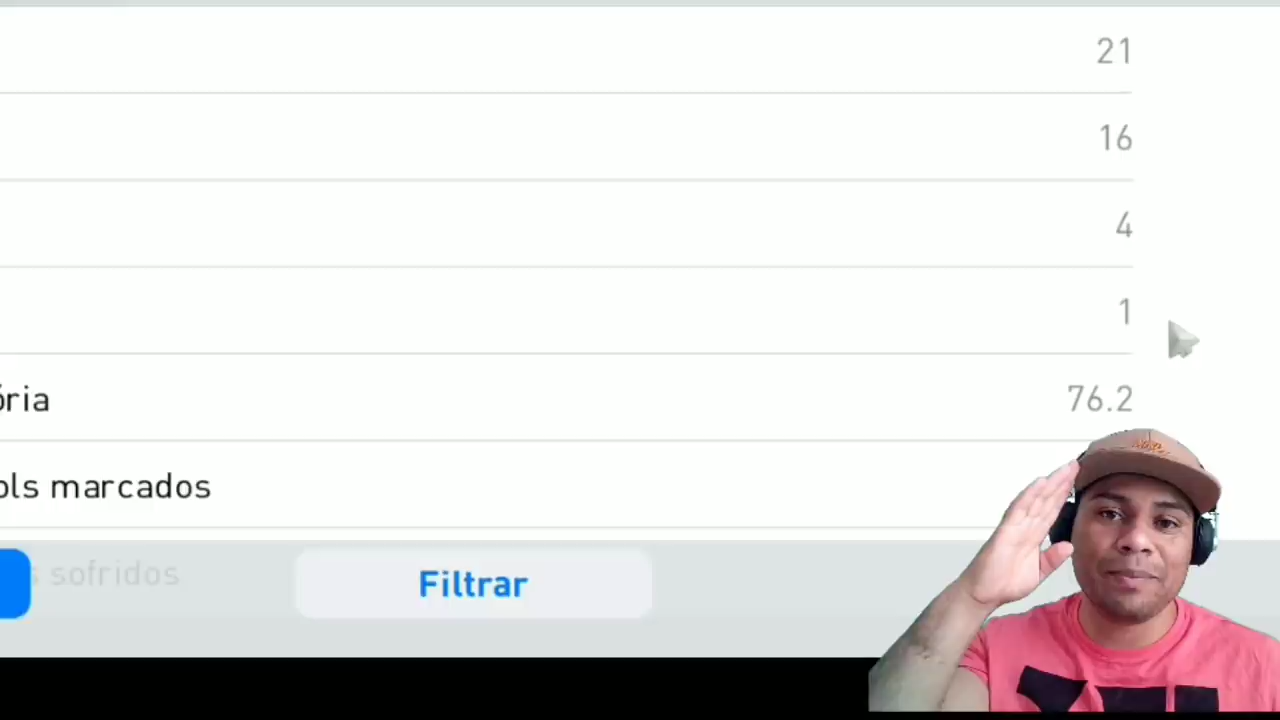 21
16
4
1
ória 76.2
ols marcados
s sofridos
Filtrar